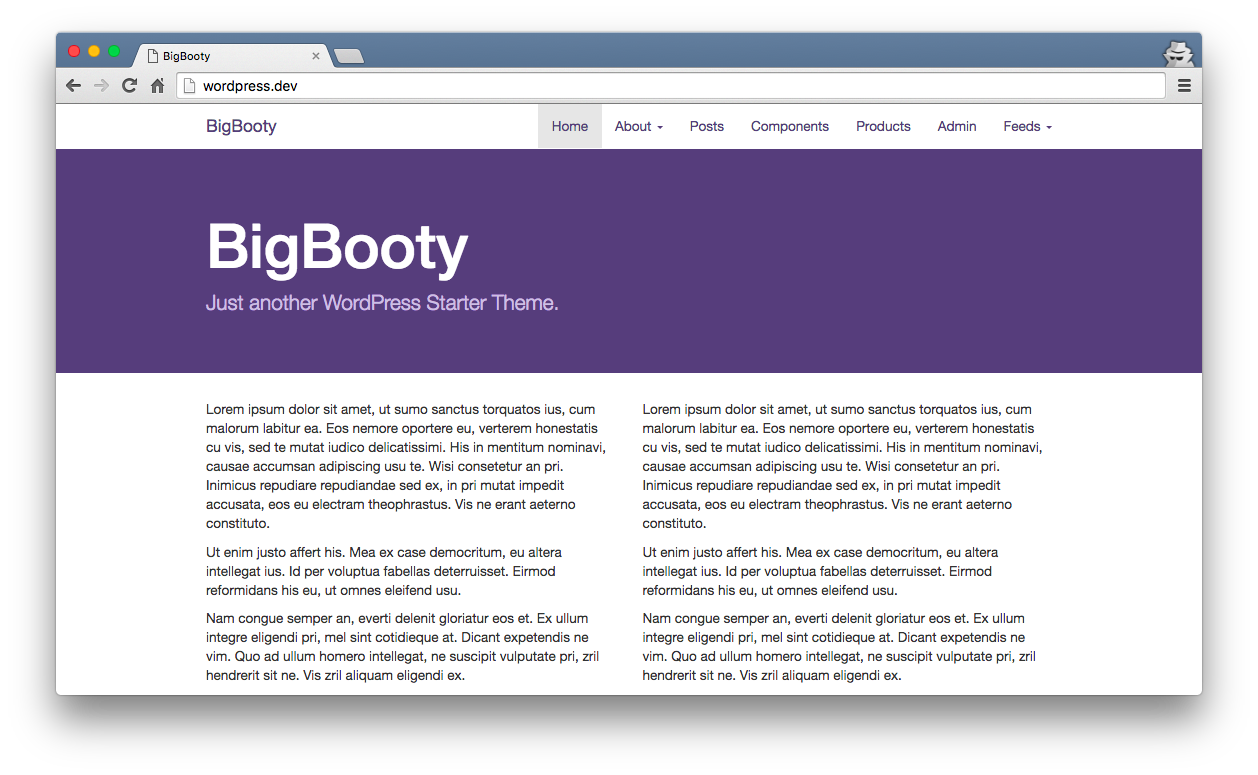 BigBooty
wordpress.dev
BigBooty Home About Posts Components Products Admin Feeds
BigBooty
Just another WordPress Starter Theme.
Lorem ipsum dolor sit amet, ut sumo sanctus torquatos ius, cum
malorum labitur ea. Eos nemore oportere eu, verterem honestatis
cu vis, sed te mutat iudico delicatissimi. His in mentitum nominavi,
causae accumsan adipiscing usu te. Wisi consetetur an pri.
Inimicus repudiare repudiandae sed ex, in pri mutat impedit
accusata, eos eu electram theophrastus. Vis ne erant aeterno
constituto.
Ut enim justo affert his. Mea ex case democritum, eu altera
intellegat ius. Id per voluptua fabellas deterruisset. Eirmod
reformidans his eu, ut omnes eleifend usu.
Nam congue semper an, everti delenit gloriatur eos et. Ex ullum
integre eligendi pri, mel sint cotidieque at. Dicant expetendis ne
vim. Quo ad ullum homero intellegat, ne suscipit vulputate pri, zril
hendrerit sit ne. Vis zril aliquam eligendi ex.
Lorem ipsum dolor sit amet, ut sumo sanctus torquatos ius, cum
malorum labitur ea. Eos nemore oportere eu, verterem honestatis
cu vis, sed te mutat iudico delicatissimi. His in mentitum nominavi,
causae accumsan adipiscing usu te. Wisi consetetur an pri.
Inimicus repudiare repudiandae sed ex, in pri mutat impedit
accusata, eos eu electram theophrastus. Vis ne erant aeterno
constituto.
Ut enim justo affert his. Mea ex case democritum, eu altera
intellegat ius. Id per voluptua fabellas deterruisset. Eirmod
reformidans his eu, ut omnes eleifend usu.
Nam congue semper an, everti delenit gloriatur eos et. Ex ullum
integre eligendi pri, mel sint cotidieque at. Dicant expetendis ne
vim. Quo ad ullum homero intellegat, ne suscipit vulputate pri, zril
hendrerit sit ne. Vis zril aliquam eligendi ex.